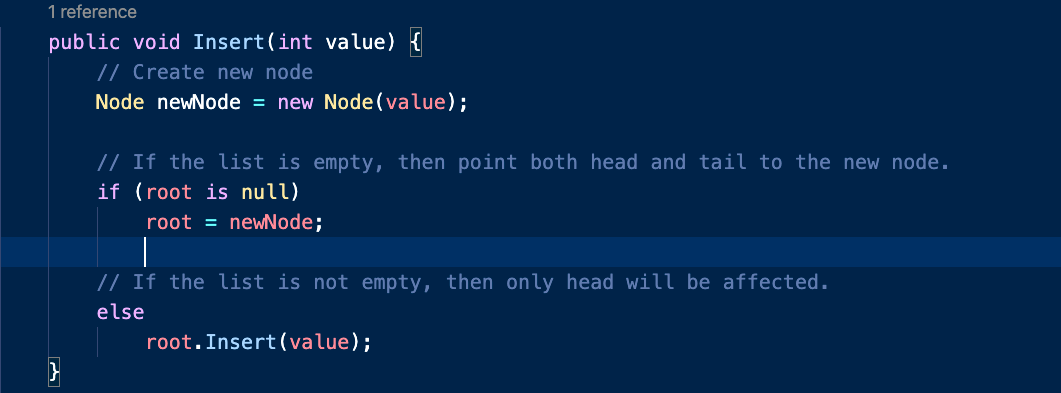 1 reference
public void Insert(int value) {
// Create new node
Node newNode = new Node(value);
// If the list is empty, then point both head and tail to the new node.
if (root is null)
root = newNode;
// If the list is not empty, then only head will be affected.
else
root.Insert(value);
}